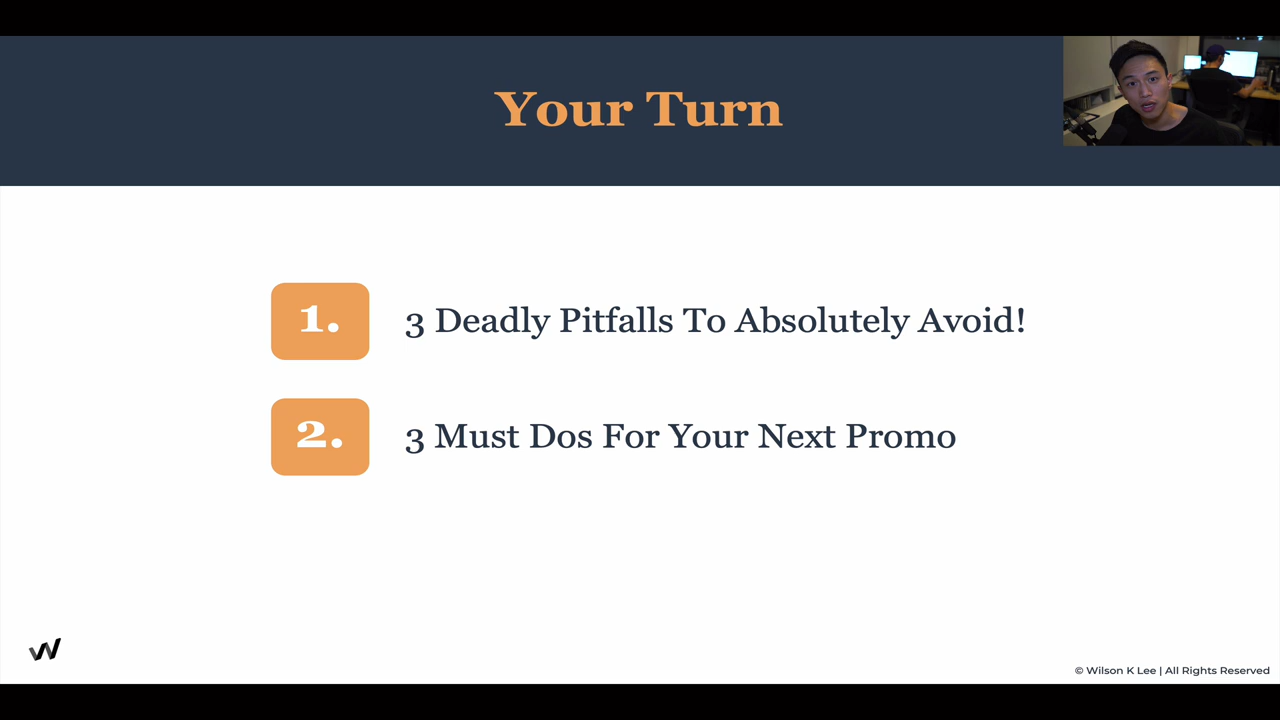 Your Turn
1. 3 Deadly Pitfalls To Absolutely Avoid!
2. 3 Must Dos For Your Next Promo
© Wilson K Lee | All Rights Reserved